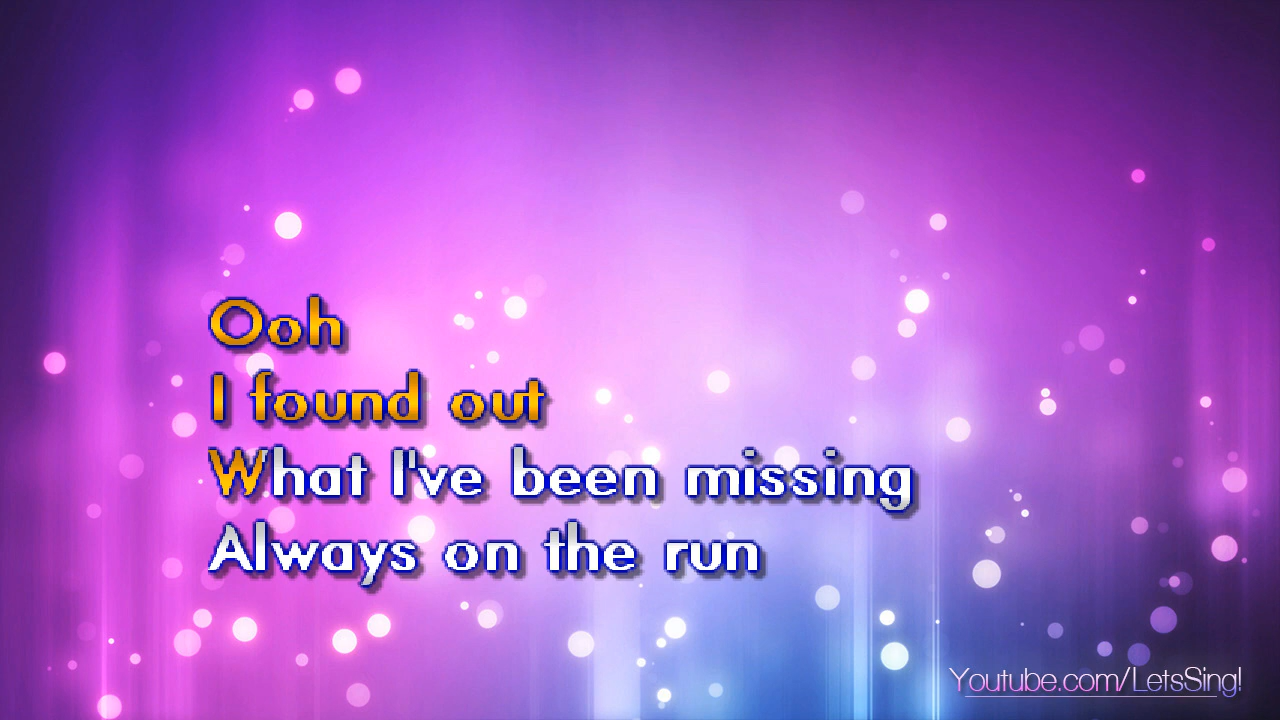 Ooh
I found out
What I've been missing
Always on the run
Youtube.com/LetsSing!